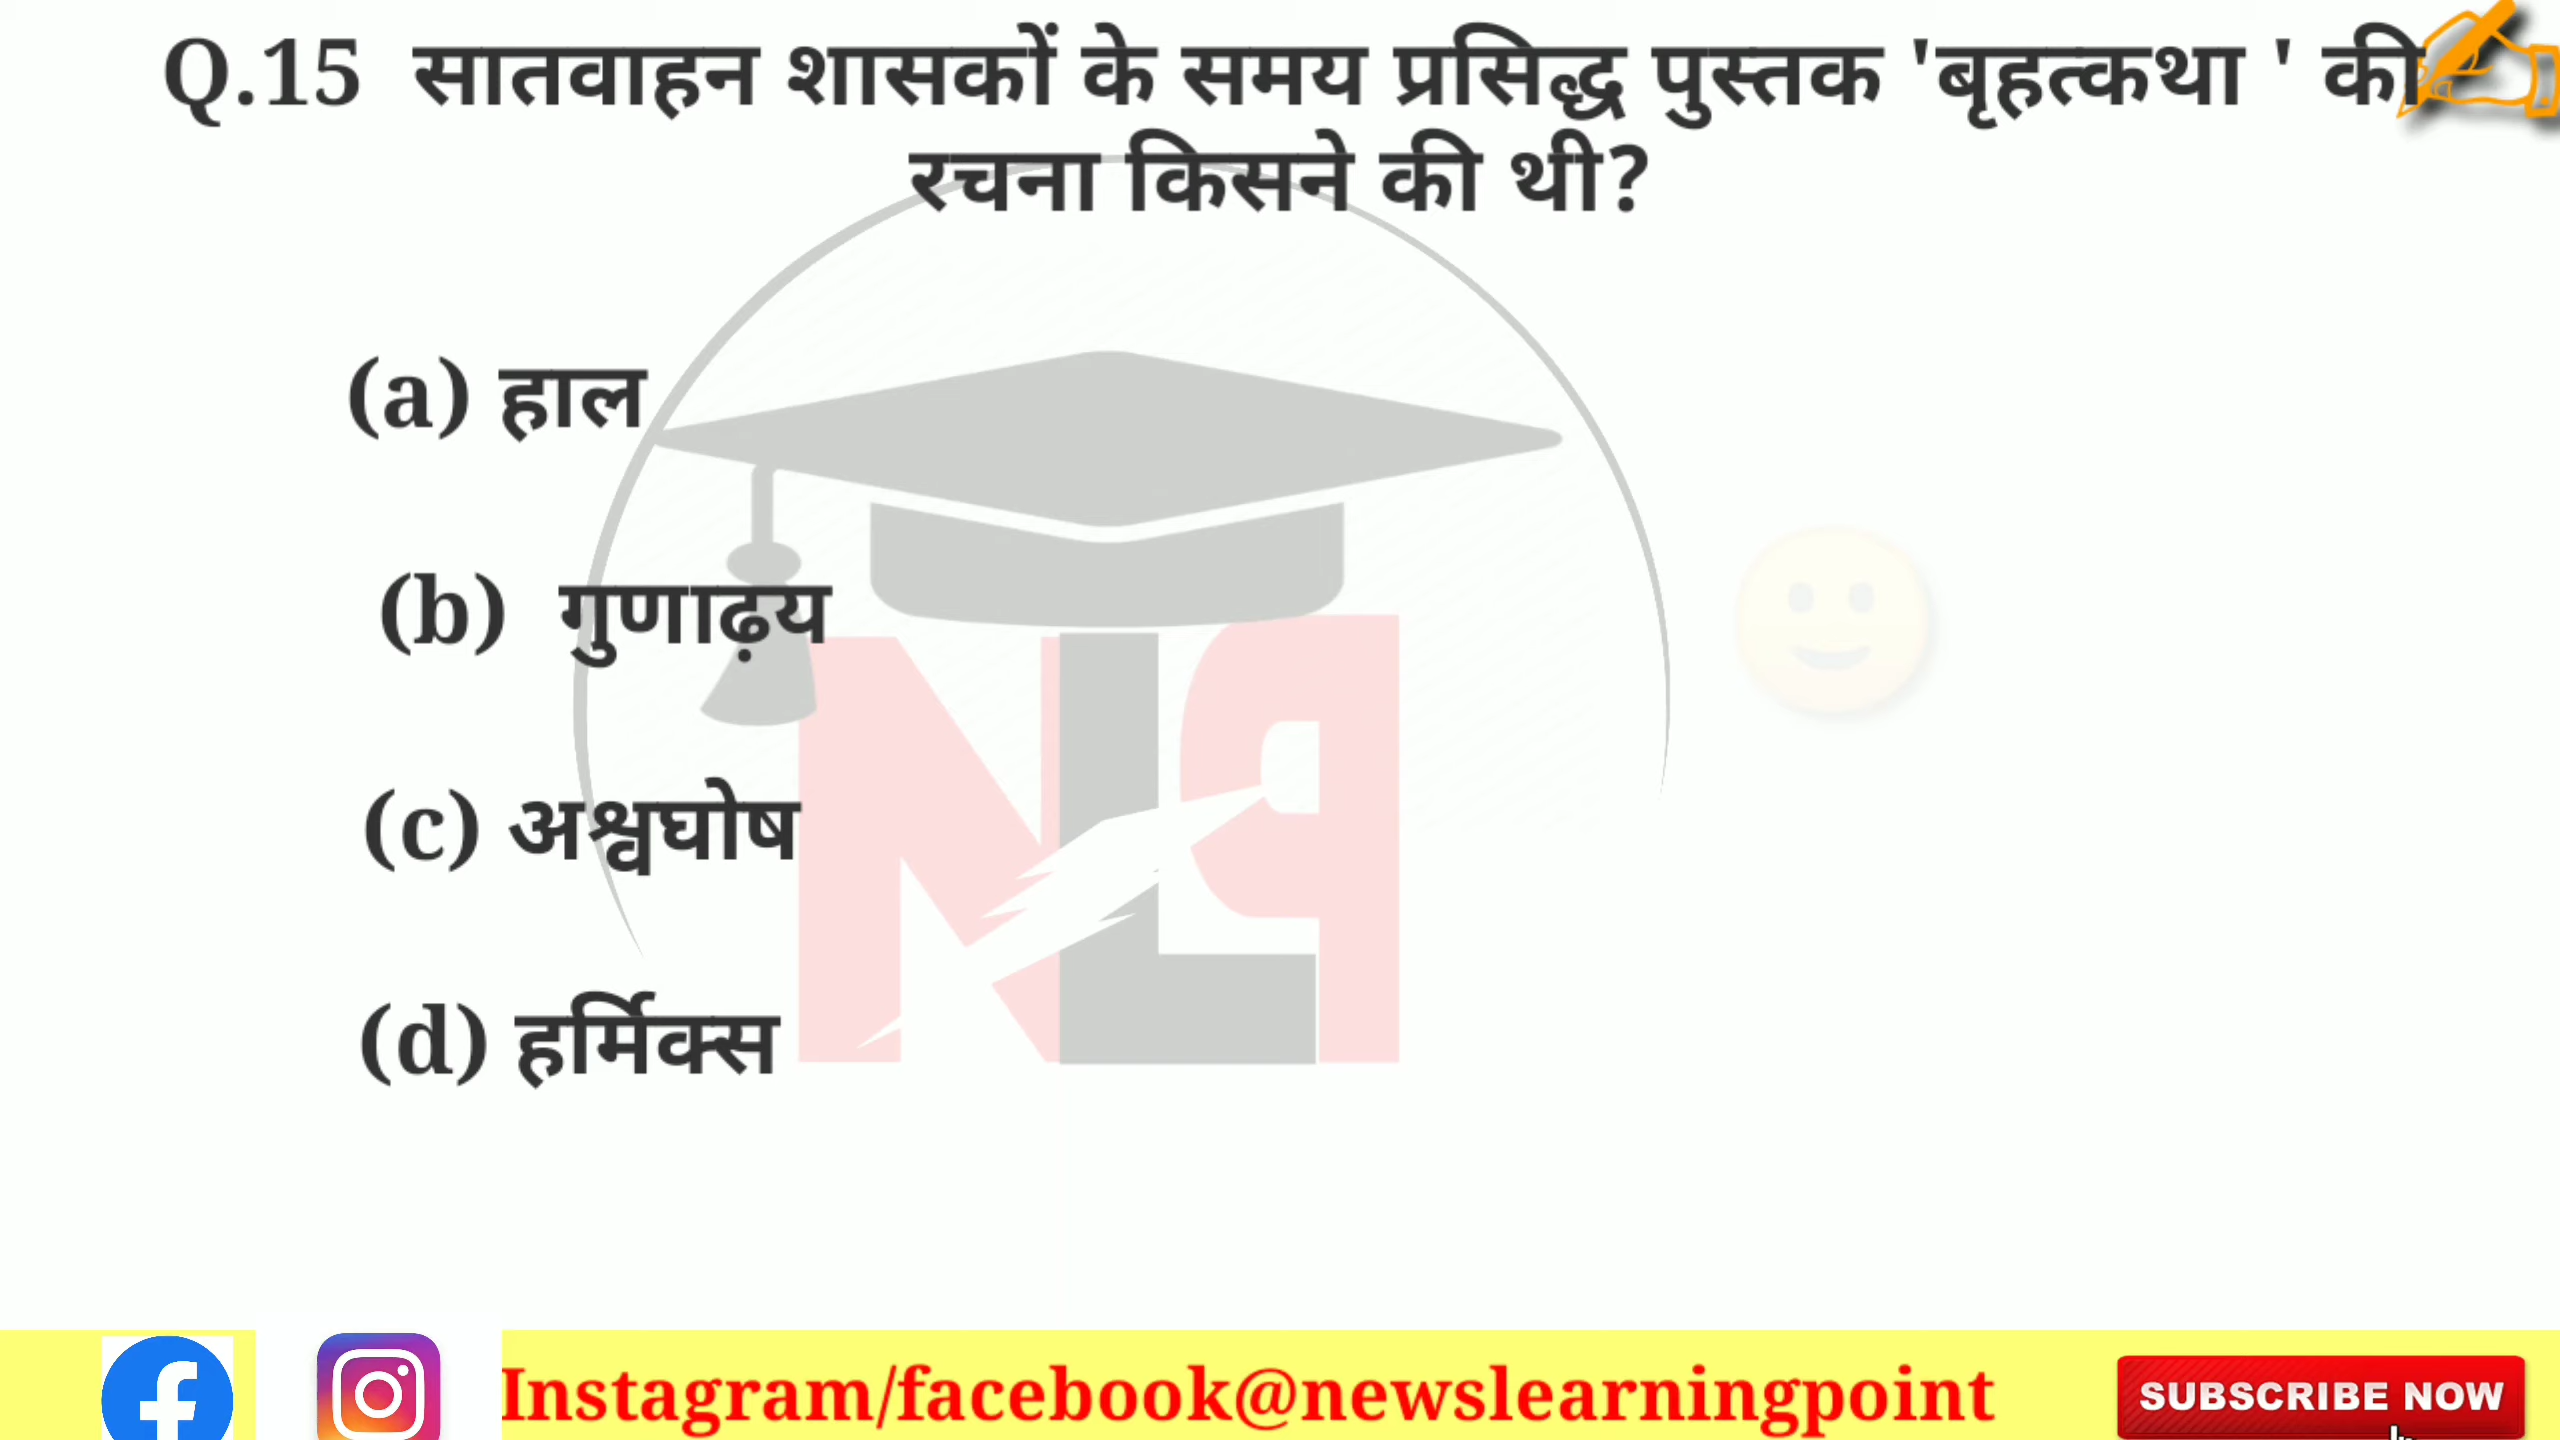 Q.15 सातवाहन शासकों के समय प्रसिद्ध पुस्तक 'बृहत्कथा ' की
रचना किसने की थी?
(a) हाल
(b) गुणाढ़य
(c) अश्वघोष
(d) हर्मिक्स
NLP
Instagram/facebook@newslearningpoint
SUBSCRIBE NOW